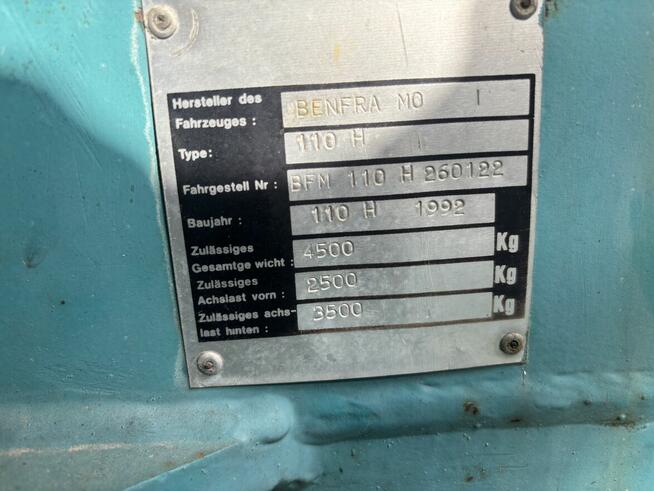 Hersteller des BENFRA MO I
Fahrzeuges :
Type: 110 H
Fahrgestell Nr : BFM 110 H 260122
Baujahr : 110 H 1992
Zulässiges 4500 Kg
Gesamtge wicht :
Zulässiges 2500 Kg
Achslast vorn :
Zulässiges achs- 3500 Kg
last hinten :